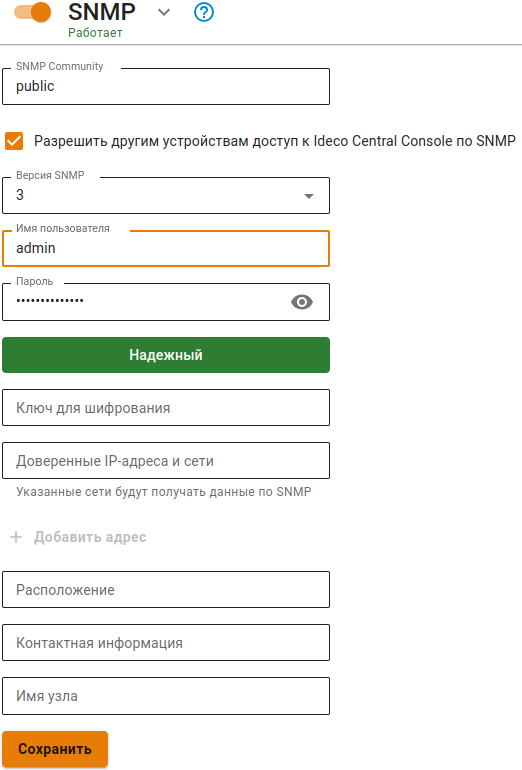 SNMP
Работает
SNMP Community
public
Разрешить другим устройствам доступ к Ideco Central Console по SNMP
Версия SNMP
3
Имя пользователя
admin
Пароль
••••••••••••••
Надежный
Ключ для шифрования
Доверенные IP-адреса и сети
Указанные сети будут получать данные по SNMP
+ Добавить адрес
Расположение
Контактная информация
Имя узла
Сохранить